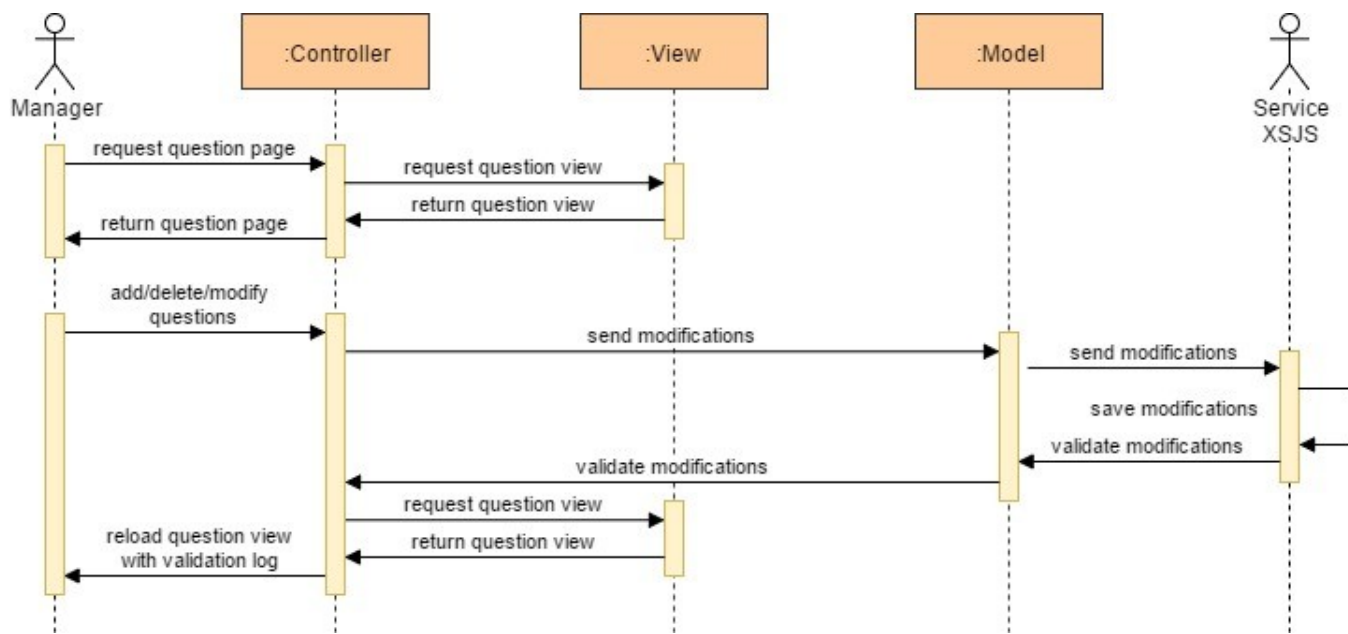 :Controller
:View
:Model
Manager
Service
XSJS
request question page
request question view
return question view
return question page
add/delete/modify
questions
send modifications
send modifications
save modifications
validate modifications
validate modifications
request question view
return question view
reload question view
with validation log